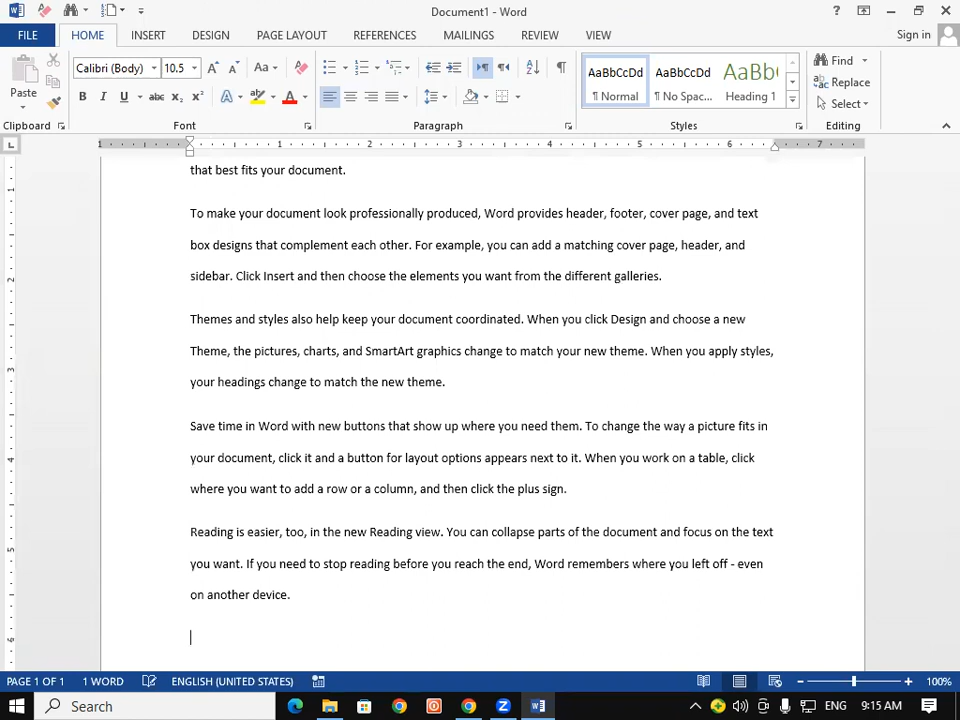 Document1 - Word
Sign in
FILE HOME INSERT DESIGN PAGE LAYOUT REFERENCES MAILINGS REVIEW VIEW
Paste
Calibri (Body) 10.5
AaBbCcDd AaBbCcDd AaBbC
¶ Normal ¶ No Spac... Heading 1
Find
Replace
Select
Clipboard Font Paragraph Styles Editing
1 1 2 3 4 5 6 7
that best fits your document.
To make your document look professionally produced, Word provides header, footer, cover page, and text
box designs that complement each other. For example, you can add a matching cover page, header, and
sidebar. Click Insert and then choose the elements you want from the different galleries.
Themes and styles also help keep your document coordinated. When you click Design and choose a new
Theme, the pictures, charts, and SmartArt graphics change to match your new theme. When you apply styles,
your headings change to match the new theme.
Save time in Word with new buttons that show up where you need them. To change the way a picture fits in
your document, click it and a button for layout options appears next to it. When you work on a table, click
where you want to add a row or a column, and then click the plus sign.
Reading is easier, too, in the new Reading view. You can collapse parts of the document and focus on the text
you want. If you need to stop reading before you reach the end, Word remembers where you left off - even
on another device.
PAGE 1 OF 1 1 WORD ENGLISH (UNITED STATES) 100%
Search ENG 9:15 AM